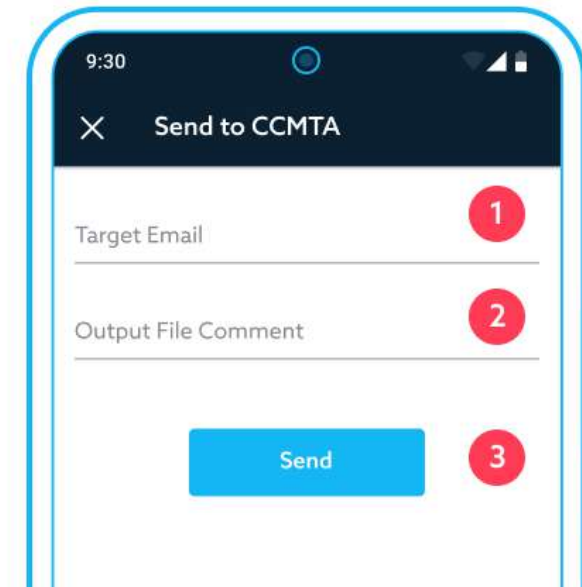 9:30
Send to CCMTA
Target Email
1
Output File Comment
2
Send
3